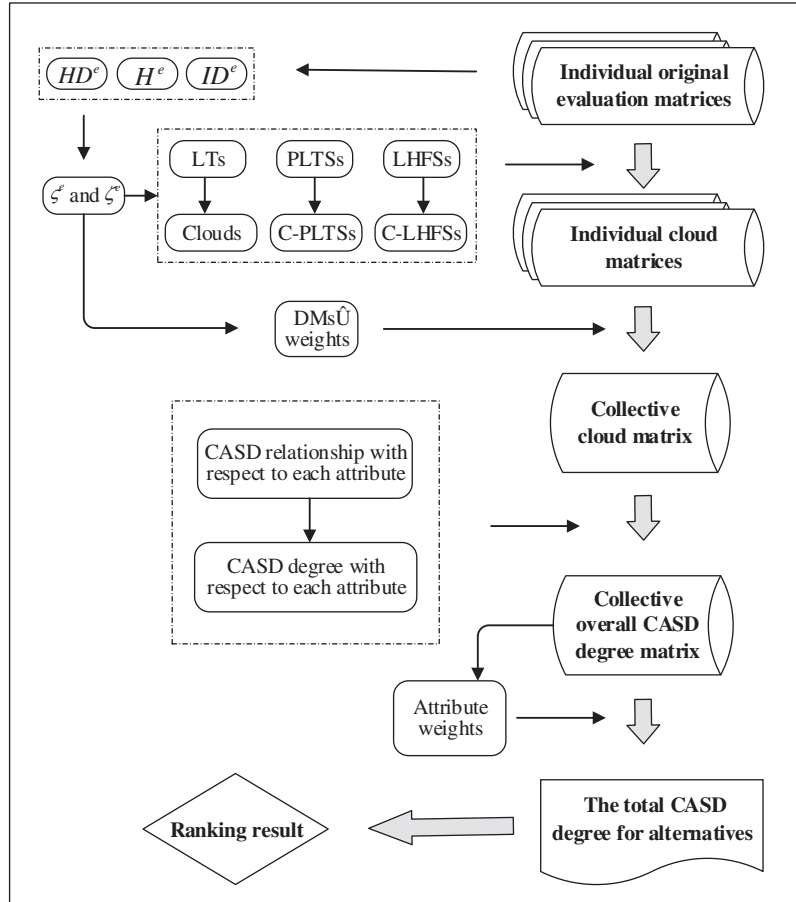 HD^e H^e ID^e
Individual original
evaluation matrices
LTs PLTSs LHFSs
ξ^e and ζ^e
Clouds C-PLTSs C-LHFSs
Individual cloud
matrices
DMsÛ
weights
Collective
cloud matrix
CASD relationship with
respect to each attribute
CASD degree with
respect to each attribute
Collective
overall CASD
degree matrix
Attribute
weights
The total CASD
degree for alternatives
Ranking result